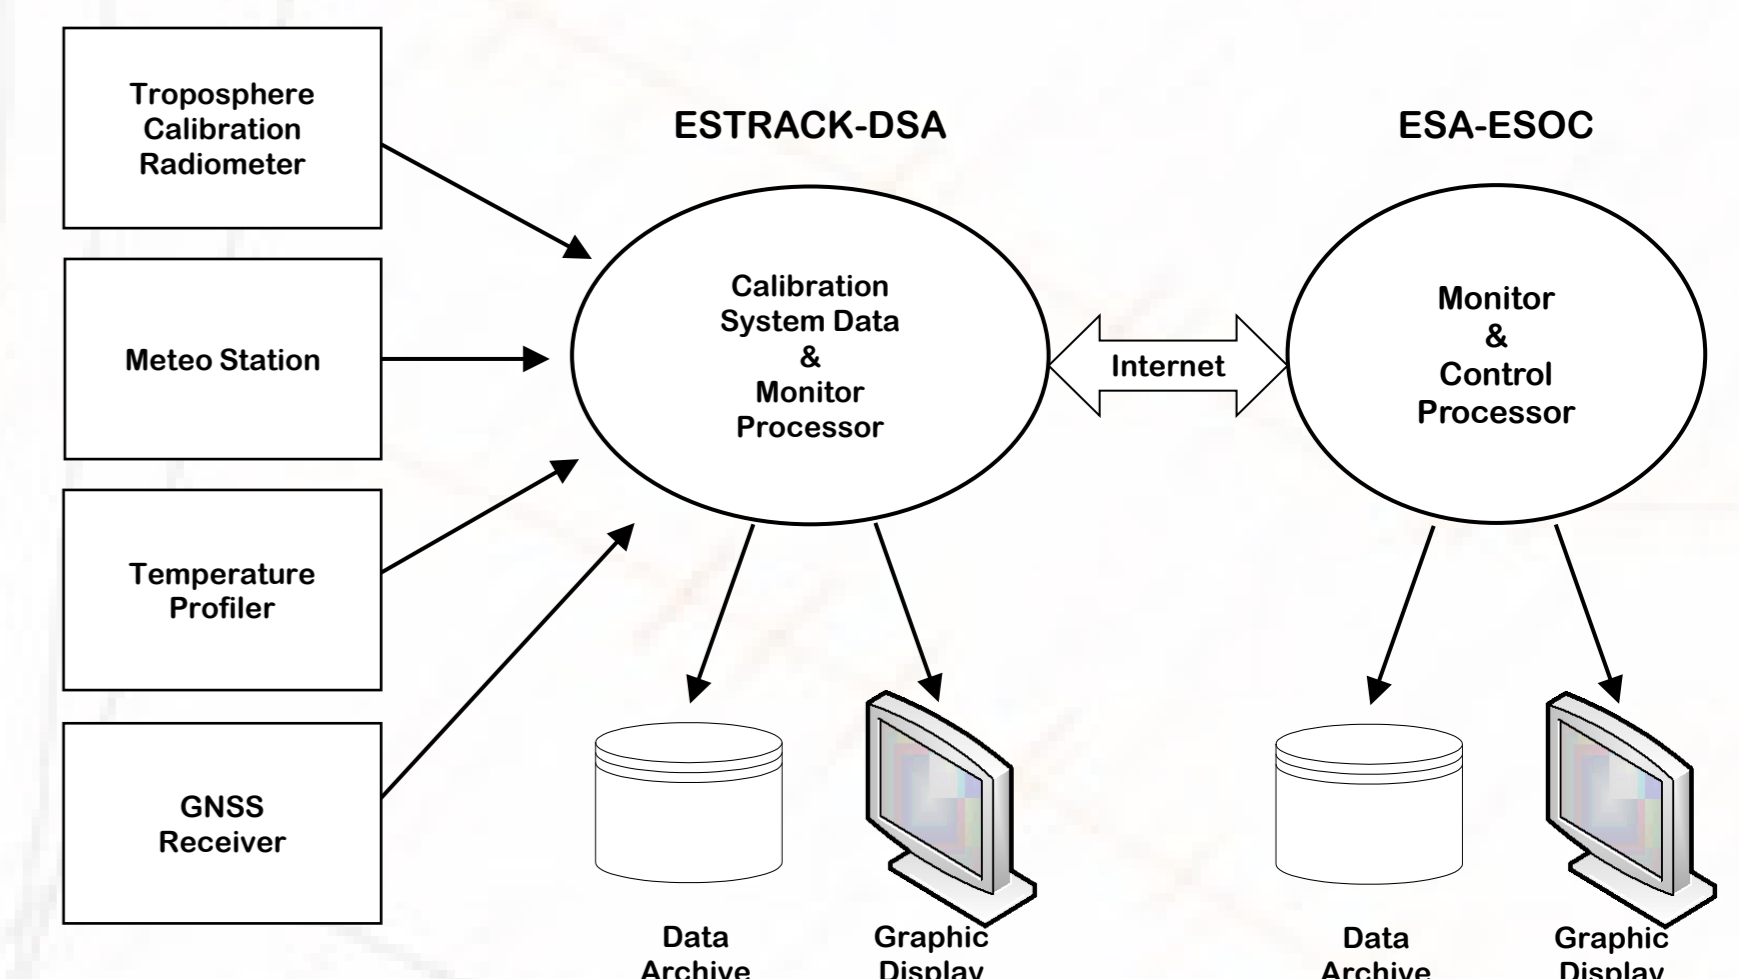 Troposphere
Calibration
Radiometer
Meteo Station
Temperature
Profiler
GNSS
Receiver
ESTRACK-DSA
Calibration
System Data
&
Monitor
Processor
Data
Archive
Graphic
Display
Internet
ESA-ESOC
Monitor
&
Control
Processor
Data
Archive
Graphic
Display